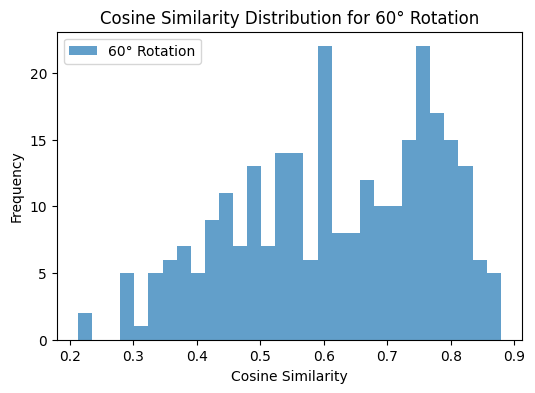 Cosine Similarity Distribution for 60° Rotation
60° Rotation
Frequency
20
15
10
5
0
0.2 0.3 0.4 0.5 0.6 0.7 0.8 0.9
Cosine Similarity